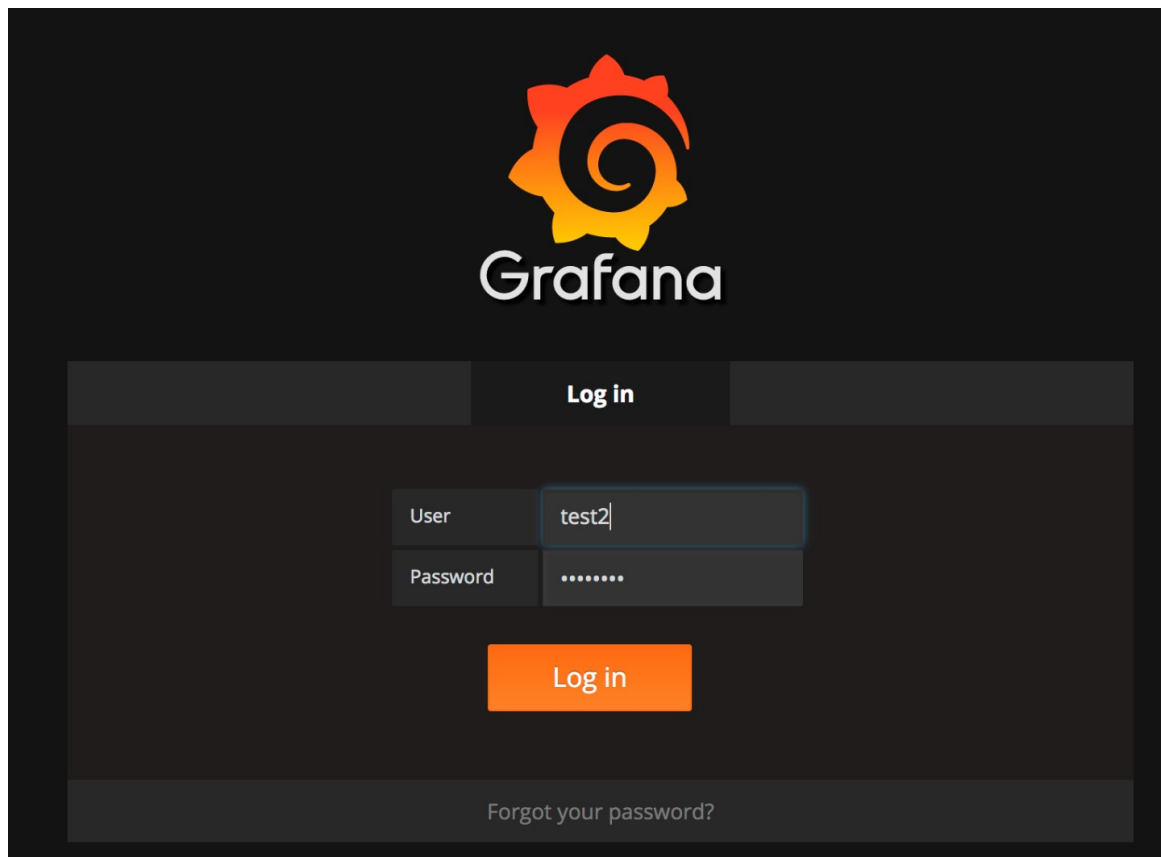 Grafana
Log in
User test2
Password ••••••••
Log in
Forgot your password?